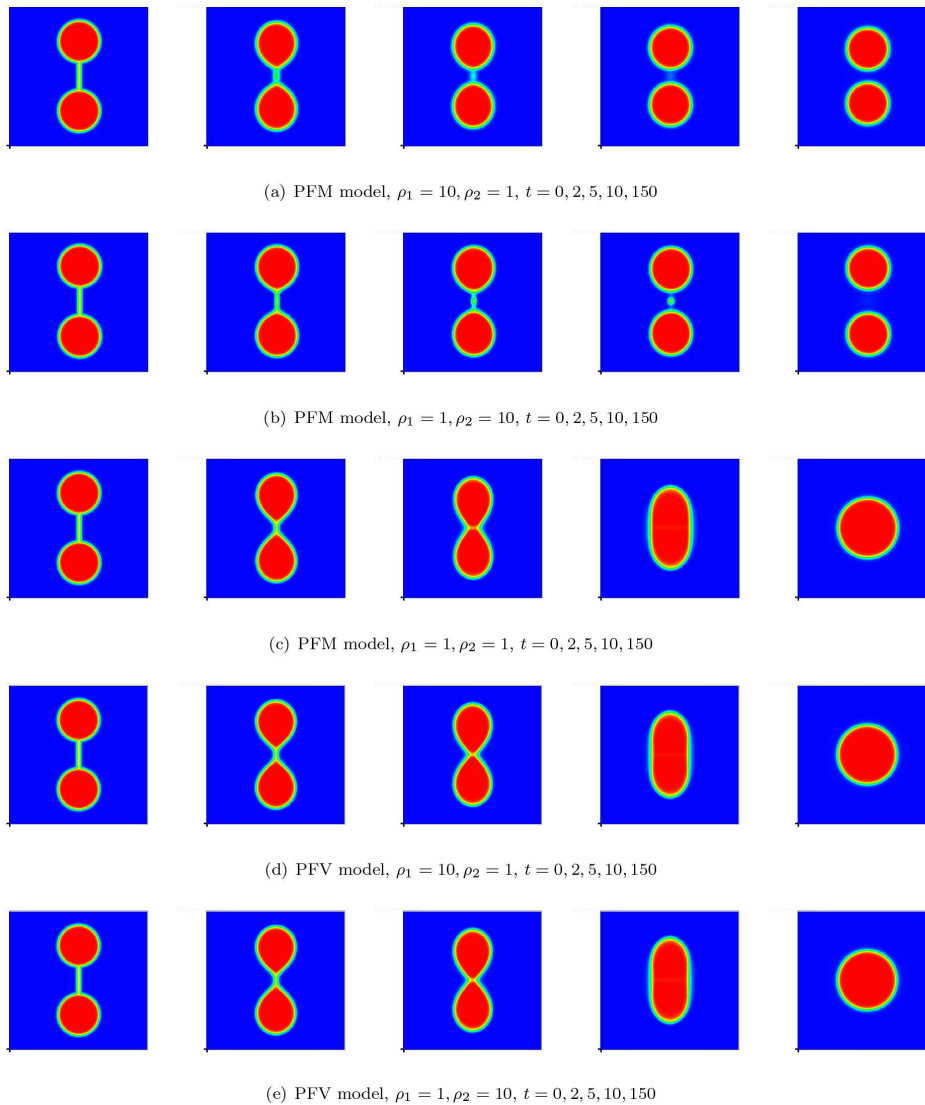 (a) PFM model, ρ₁ = 10, ρ₂ = 1, t = 0, 2, 5, 10, 150
(b) PFM model, ρ₁ = 1, ρ₂ = 10, t = 0, 2, 5, 10, 150
(c) PFM model, ρ₁ = 1, ρ₂ = 1, t = 0, 2, 5, 10, 150
(d) PFV model, ρ₁ = 10, ρ₂ = 1, t = 0, 2, 5, 10, 150
(e) PFV model, ρ₁ = 1, ρ₂ = 10, t = 0, 2, 5, 10, 150